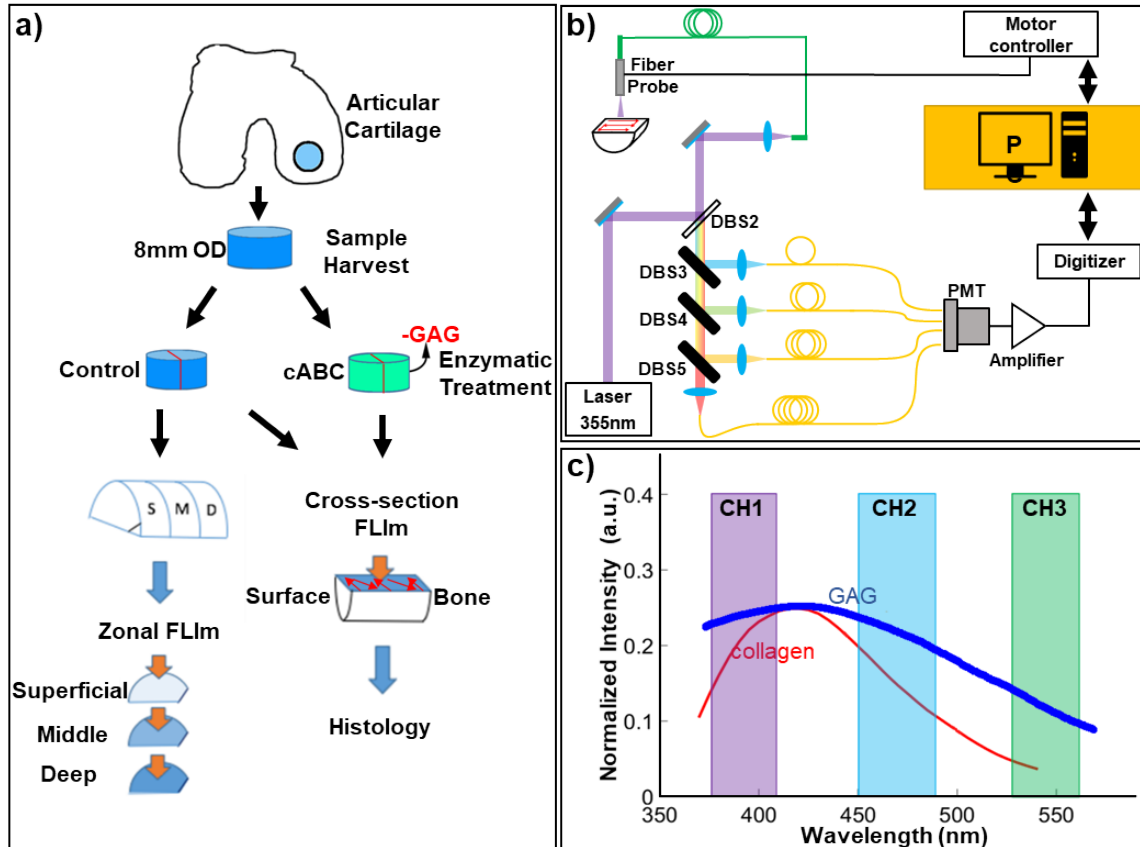 a)
Articular
Cartilage
8mm OD
Sample
Harvest
-GAG
Control
cABC
Enzymatic
Treatment
S M D
Cross-section
FLIm
Surface
Bone
Zonal FLIm
Superficial
Middle
Deep
Histology
b)
Motor
controller
Fiber
Probe
P
DBS2
DBS3
DBS4
DBS5
Digitizer
PMT
Amplifier
Laser
355nm
c)
Normalized Intensity (a.u.)
0.4
0.3
0.2
0.1
0
CH1
CH2
CH3
GAG
collagen
350
400
450
500
550
Wavelength (nm)